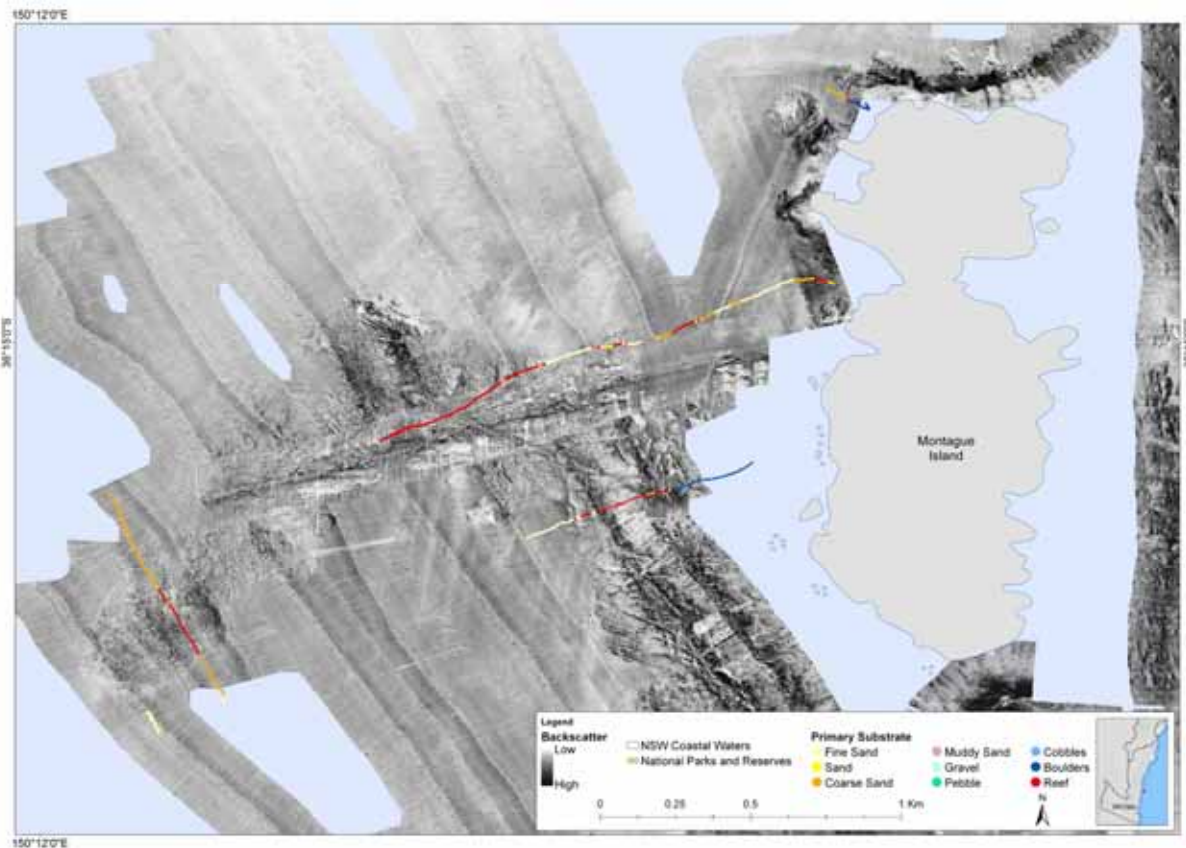 150°12'0"E
36°15'0"S
Montague
Island
Legend
Backscatter
Low
High
NSW Coastal Waters
National Parks and Reserves
Primary Substrate
Fine Sand
Sand
Coarse Sand
Muddy Sand
Gravel
Pebble
Cobbles
Boulders
Reef
0 0.25 0.5 1 Km
N
150°12'0"E